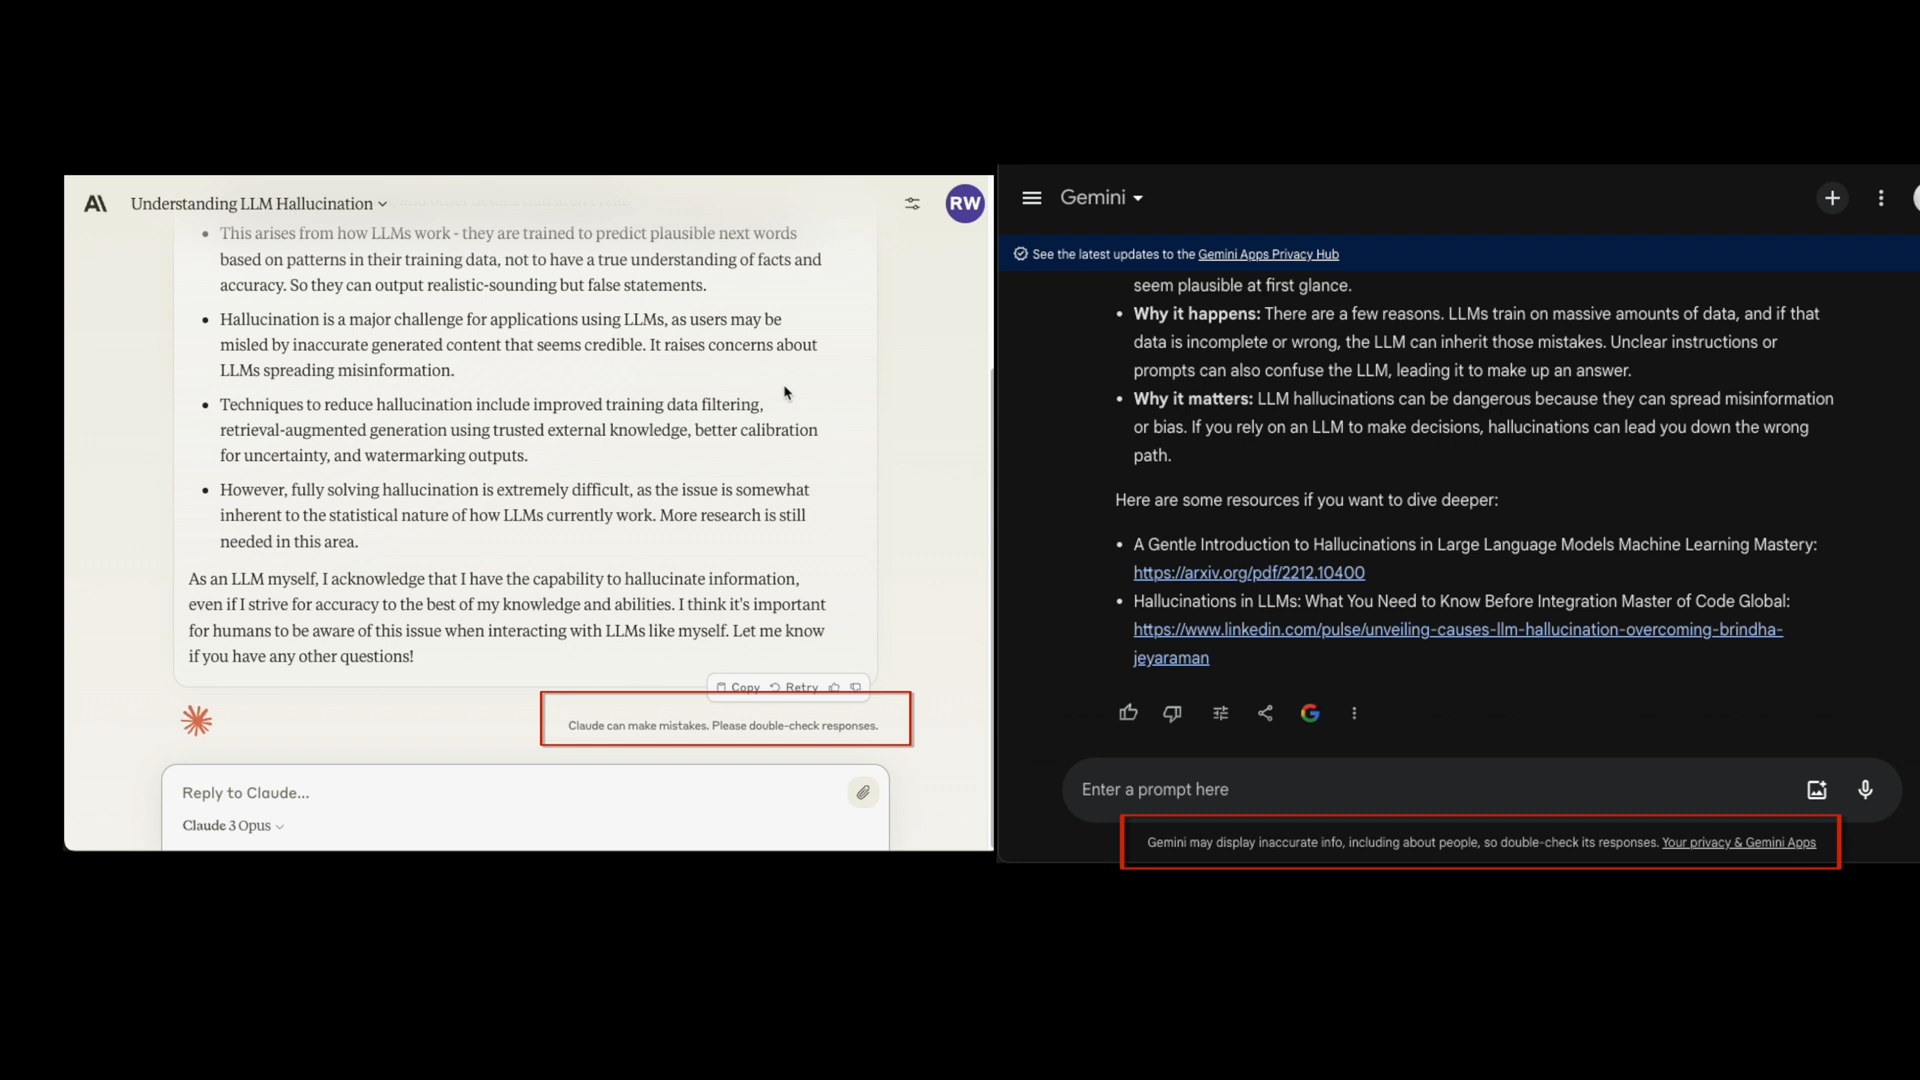 Understanding LLM Hallucination
RW
This arises from how LLMs work - they are trained to predict plausible next words
based on patterns in their training data, not to have a true understanding of facts and
accuracy. So they can output realistic-sounding but false statements.
Hallucination is a major challenge for applications using LLMs, as users may be
misled by inaccurate generated content that seems credible. It raises concerns about
LLMs spreading misinformation.
Techniques to reduce hallucination include improved training data filtering,
retrieval-augmented generation using trusted external knowledge, better calibration
for uncertainty, and watermarking outputs.
However, fully solving hallucination is extremely difficult, as the issue is somewhat
inherent to the statistical nature of how LLMs currently work. More research is still
needed in this area.
As an LLM myself, I acknowledge that I have the capability to hallucinate information,
even if I strive for accuracy to the best of my knowledge and abilities. I think it's important
for humans to be aware of this issue when interacting with LLMs like myself. Let me know
if you have any other questions!
Copy Retry
Claude can make mistakes. Please double-check responses.
Reply to Claude...
Claude 3 Opus
Gemini
See the latest updates to the Gemini Apps Privacy Hub
seem plausible at first glance.
• Why it happens: There are a few reasons. LLMs train on massive amounts of data, and if that
data is incomplete or wrong, the LLM can inherit those mistakes. Unclear instructions or
prompts can also confuse the LLM, leading it to make up an answer.
• Why it matters: LLM hallucinations can be dangerous because they can spread misinformation
or bias. If you rely on an LLM to make decisions, hallucinations can lead you down the wrong
path.
Here are some resources if you want to dive deeper:
• A Gentle Introduction to Hallucinations in Large Language Models Machine Learning Mastery:
https://arxiv.org/pdf/2212.10400
• Hallucinations in LLMs: What You Need to Know Before Integration Master of Code Global:
https://www.linkedin.com/pulse/unveiling-causes-llm-hallucination-overcoming-brindha-
jeyaraman
Enter a prompt here
Gemini may display inaccurate info, including about people, so double-check its responses. Your privacy & Gemini Apps